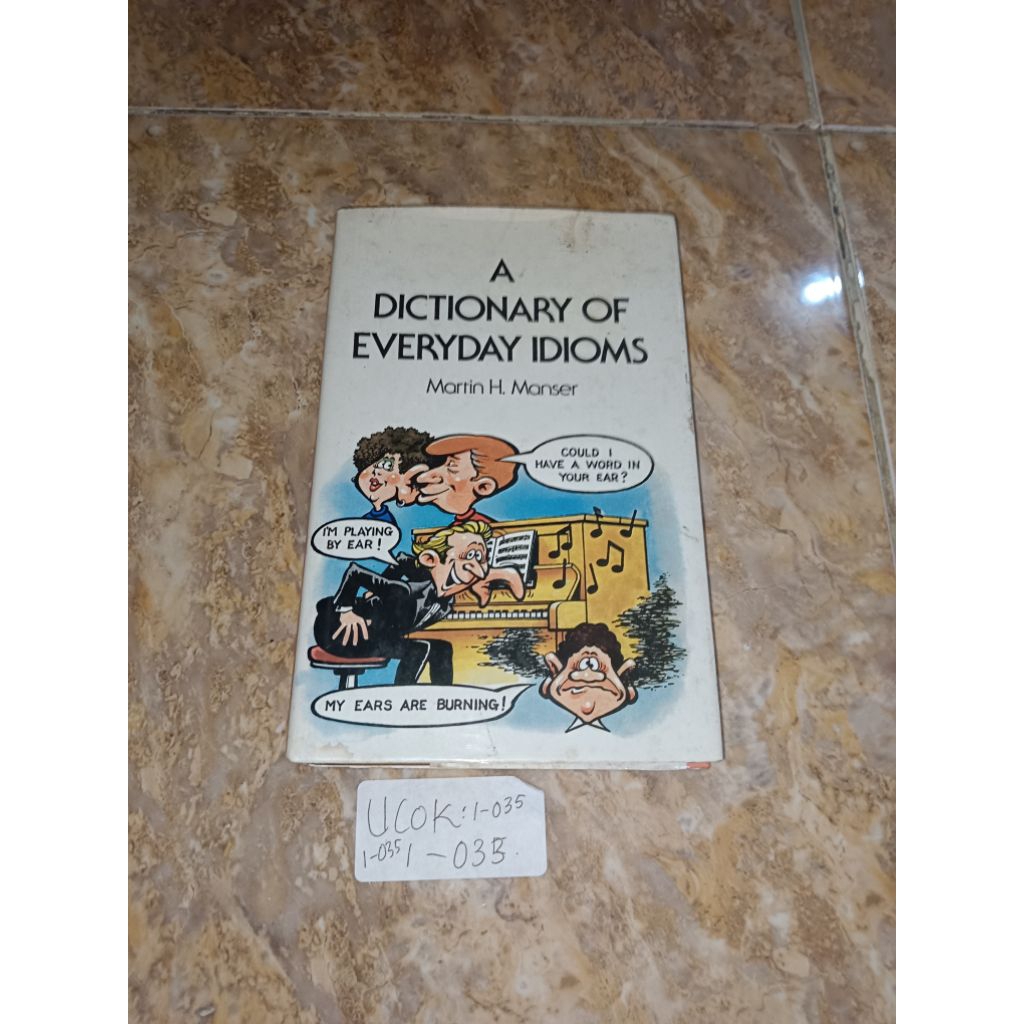 A
DICTIONARY OF
EVERYDAY IDIOMS
Martin H. Manser
COULD I
HAVE A WORD IN
YOUR EAR?
I'M PLAYING
BY EAR!
MY EARS ARE BURNING!
UCOK: 1-035
1-035 1-035.